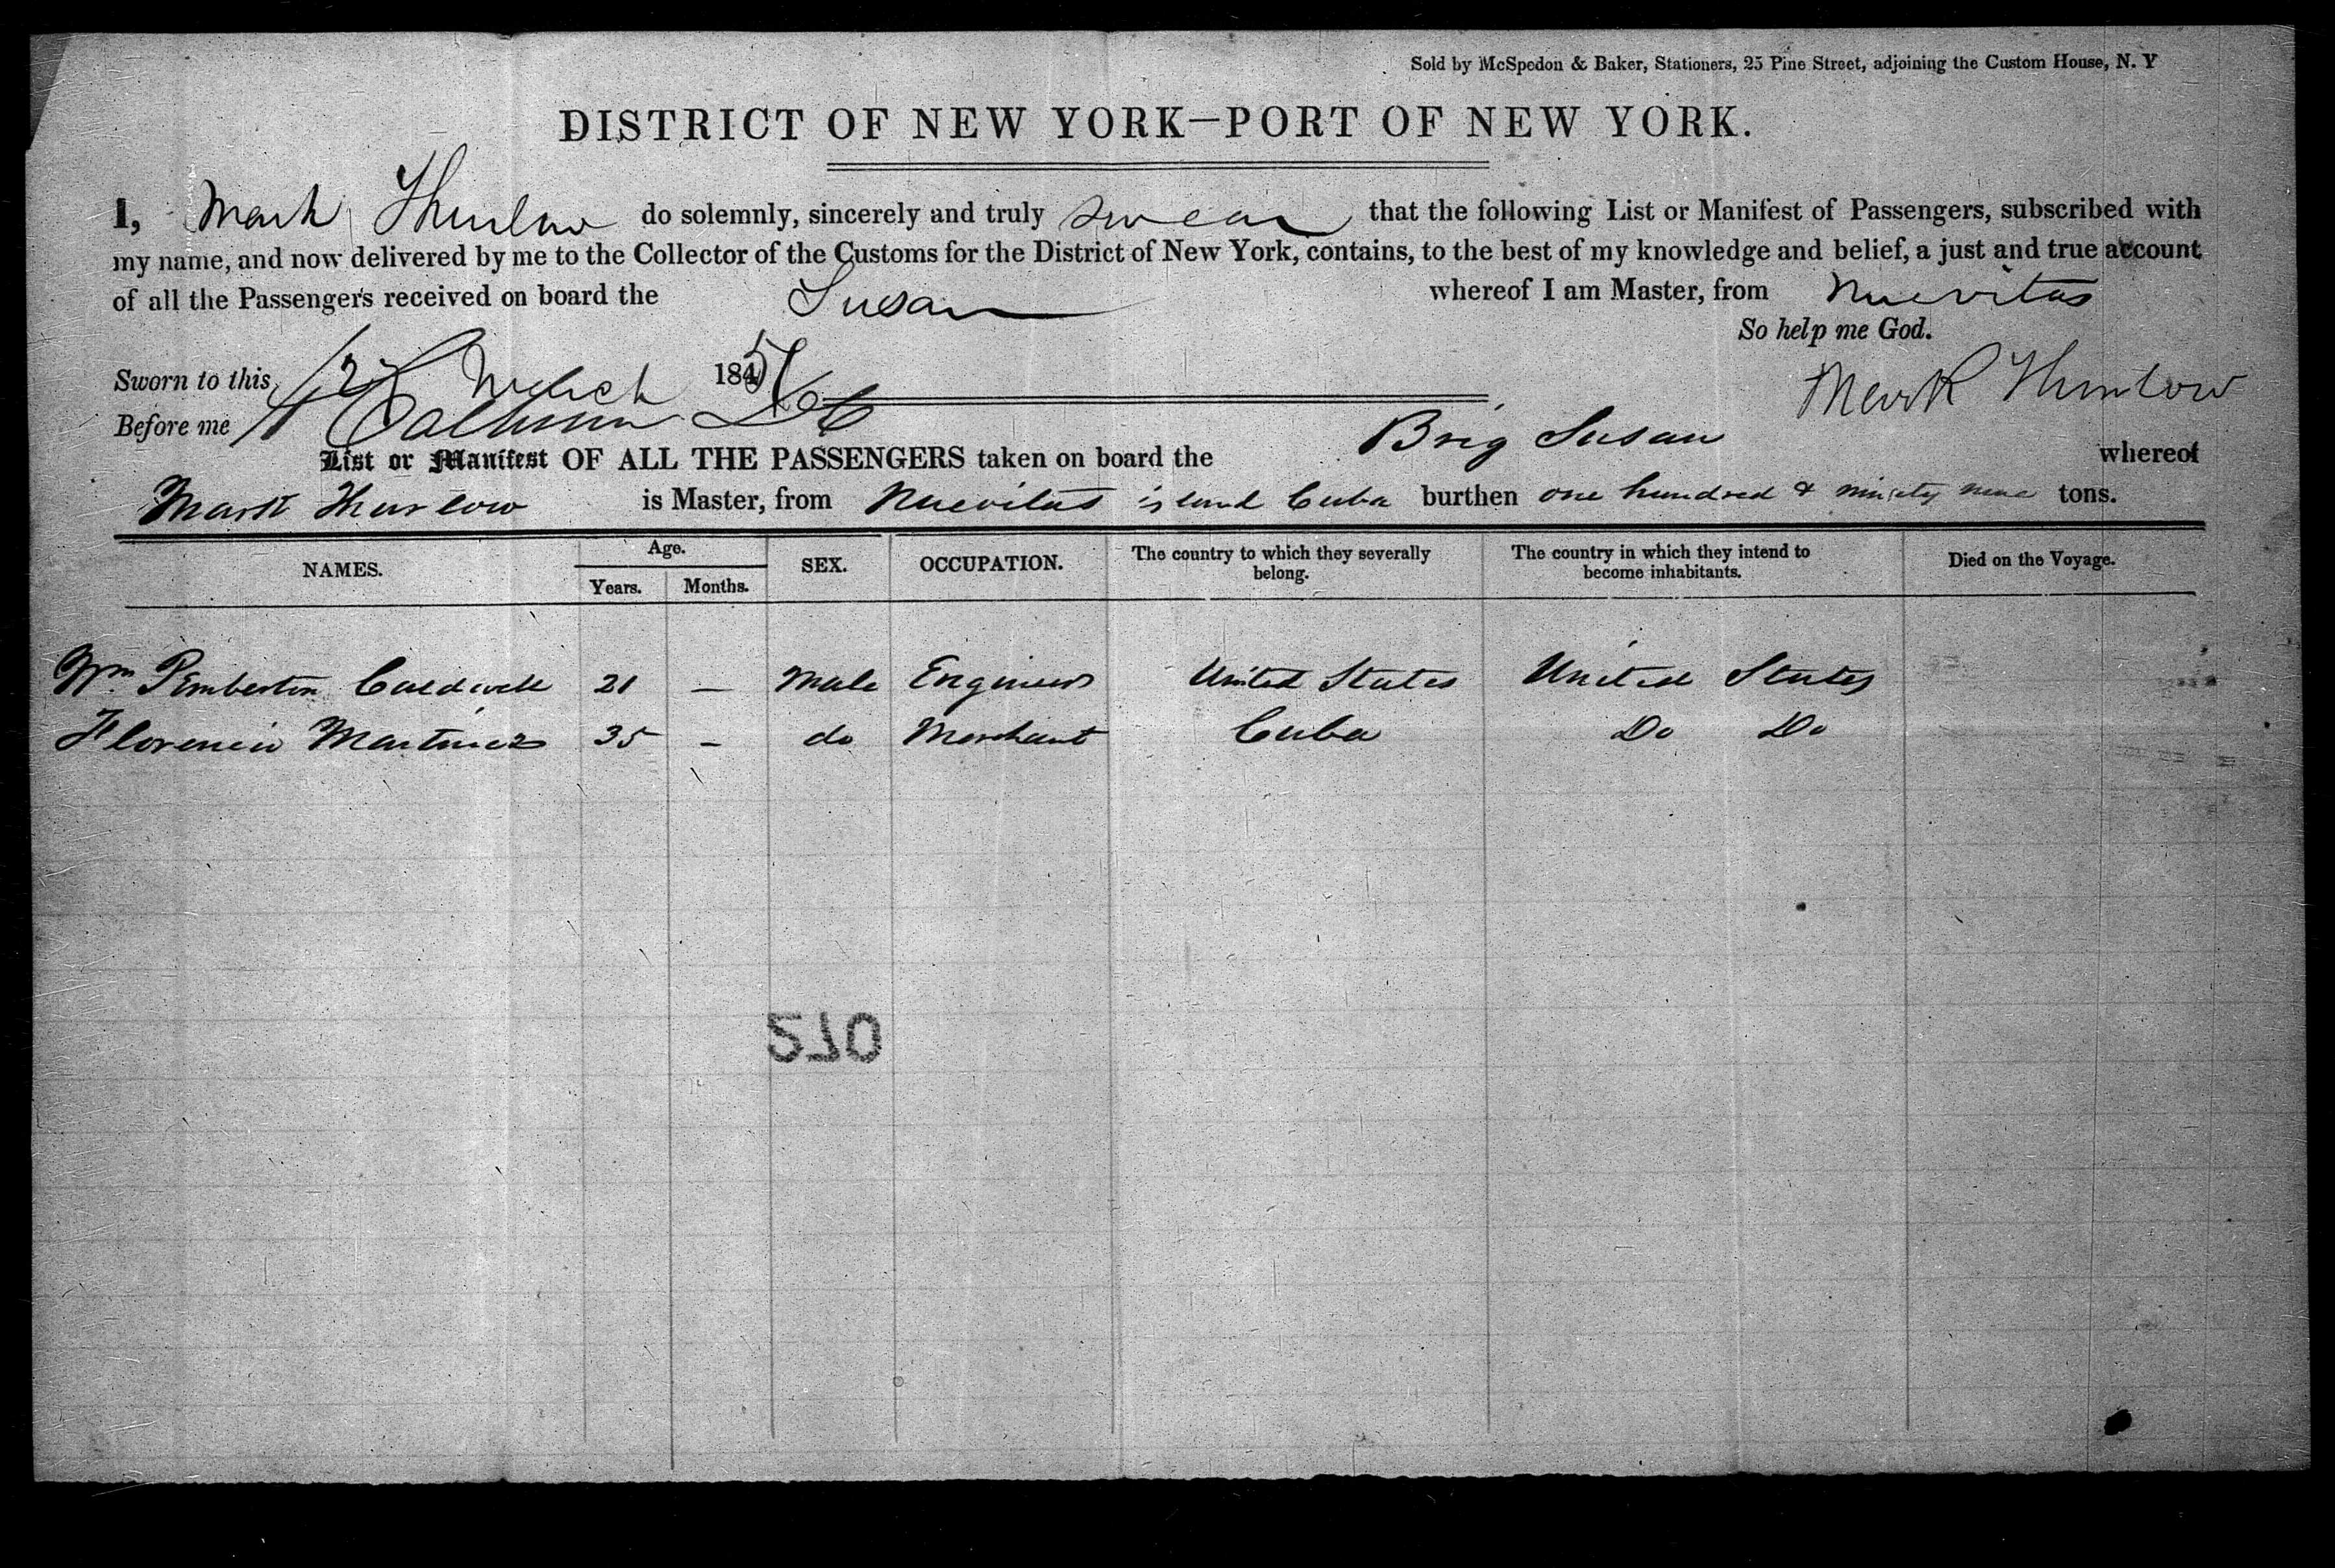 Sold by McSpedon & Baker, Stationers, 25 Pine Street, adjoining the Custom House, N. Y
DISTRICT OF NEW YORK—PORT OF NEW YORK.
I, Mark Thurlow do solemnly, sincerely and truly swear that the following List or Manifest of Passengers, subscribed with
my name, and now delivered by me to the Collector of the Customs for the District of New York, contains, to the best of my knowledge and belief, a just and true account
of all the Passengers received on board the Susan whereof I am Master, from Nuevitas
So help me God.
Sworn to this 12 March 1851
Mark Thurlow
Before me Calhoun
List or Manifest OF ALL THE PASSENGERS taken on board the Brig Susan whereof
Mark Thurlow is Master, from Nuevitas island Cuba burthen one hundred & ninety nine tons.
NAMES. Age. Years. Months. SEX. OCCUPATION. The country to which they severally belong. The country in which they intend to become inhabitants. Died on the Voyage.
Wm Pemberton Caldwell 21 — Male Engineer United States United States
Florencio Martinez 35 – do Merchant Cuba Do Do